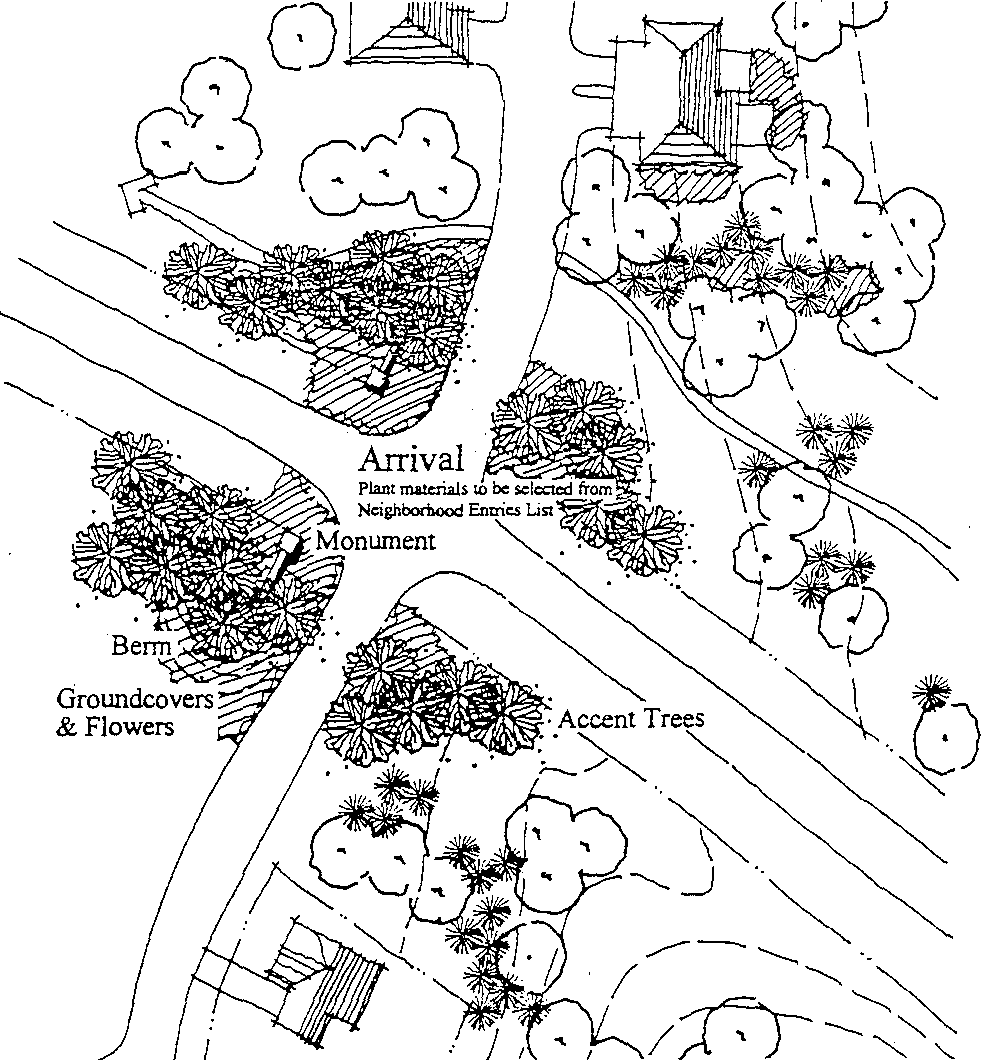 Arrival
Plant materials to be selected from
Neighborhood Entries List
Monument
Berm
Groundcovers
& Flowers
Accent Trees